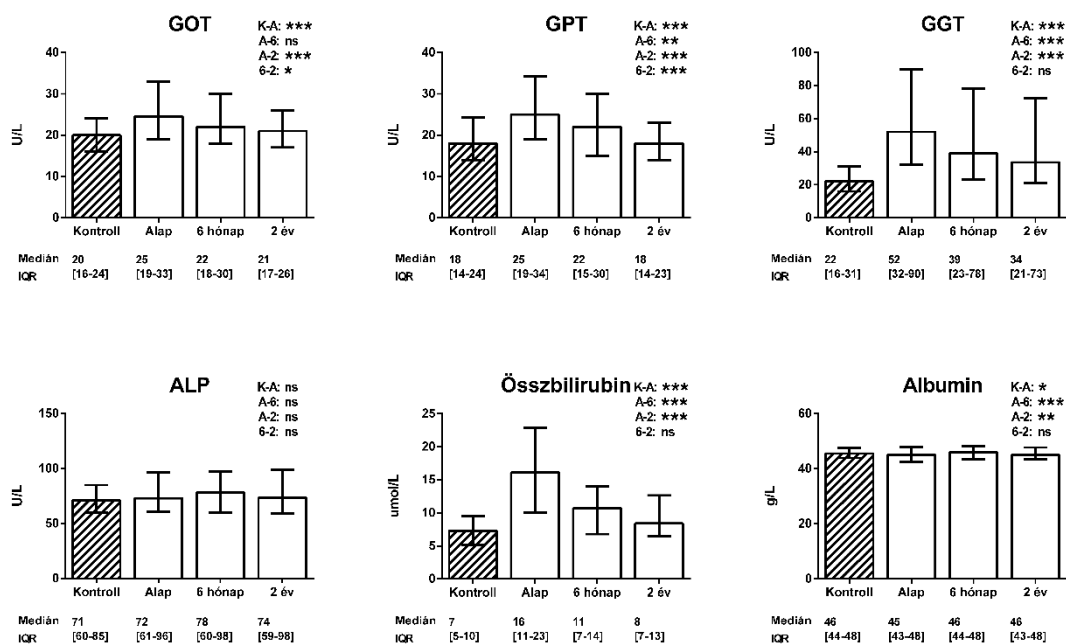 GOT
K-A: ***
A-6: ns
A-2: ***
6-2: *
40
30
20
10
0
U/L
Kontroll Alap 6 hónap 2 év
Medián 20 25 22 21
IQR [16-24] [19-33] [18-30] [17-26]
GPT
K-A: ***
A-6: **
A-2: ***
6-2: ***
40
30
20
10
0
U/L
Kontroll Alap 6 hónap 2 év
Medián 18 25 22 18
IQR [14-24] [19-34] [15-30] [14-23]
GGT
K-A: ***
A-6: ***
A-2: ***
6-2: ns
100
80
60
40
20
0
U/L
Kontroll Alap 6 hónap 2 év
Medián 22 52 39 34
IQR [16-31] [32-90] [23-78] [21-73]
ALP
K-A: ns
A-6: ns
A-2: ns
6-2: ns
150
100
50
0
U/L
Kontroll Alap 6 hónap 2 év
Medián 71 72 78 74
IQR [60-85] [61-96] [60-98] [59-98]
Összbilirubin
K-A: ***
A-6: ***
A-2: ***
6-2: ns
25
20
15
10
5
0
umol/L
Kontroll Alap 6 hónap 2 év
Medián 7 16 11 8
IQR [5-10] [11-23] [7-14] [7-13]
Albumin
K-A: *
A-6: ***
A-2: **
6-2: ns
60
40
20
0
g/L
Kontroll Alap 6 hónap 2 év
Medián 46 45 46 46
IQR [44-48] [43-48] [44-48] [43-48]